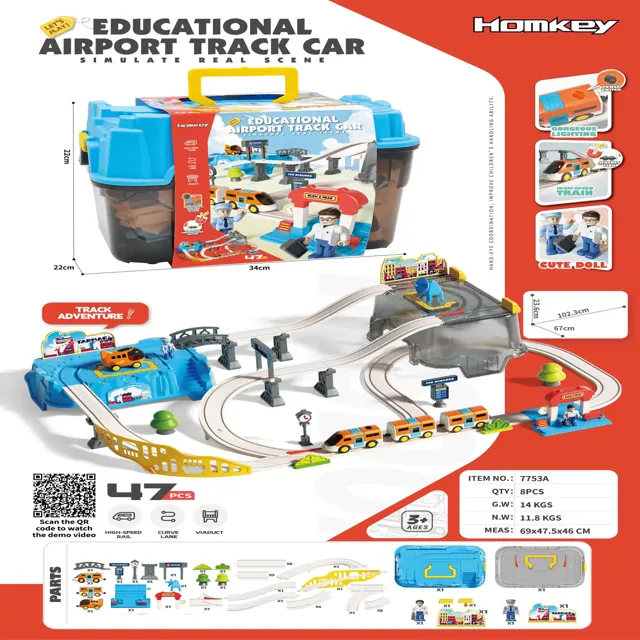 LET'S PLAY!
EDUCATIONAL
AIRPORT TRACK CAR
SIMULATE REAL SCENE
Homkey
Homkey
EDUCATIONAL
AIRPORT TRACK CAR
47
22cm
22cm
34cm
HAND-EYE COORDINATION, IMPROVE CHILDREN'S HANDLING ABILITY.
GORGEOUS
LIGHTING
HIGH-SPEED
TRAIN
CUTE DOLL
TRACK
ADVENTURE!
23.6cm
102.3cm
67cm
Scan the QR
code to watch
the demo video
47 PCS
HIGH-SPEED
RAIL
CURVE
LANE
VIADUCT
3+
AGES
ITEM NO.: 7753A
QTY: 8PCS
G.W: 14 KGS
N.W: 11.8 KGS
MEAS: 69x47.5x46 CM
PARTS
Homkey